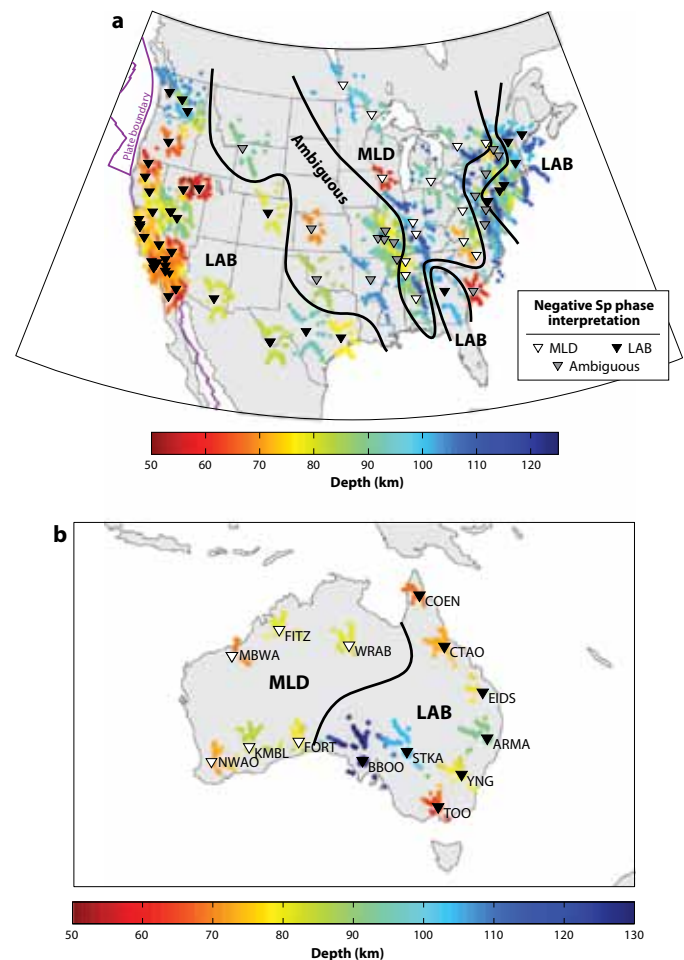 a
Plate boundary
Ambiguous
MLD
LAB
LAB
LAB
Negative Sp phase
interpretation
MLD LAB
Ambiguous
50 60 70 80 90 100 110 120
Depth (km)
b
COEN
FITZ
WRAB
CTAO
MBWA
MLD
EIDS
LAB
ARMA
FORT
KMBL
STKA
NWAO
BBOO
YNG
TOO
50 60 70 80 90 100 110 120 130
Depth (km)